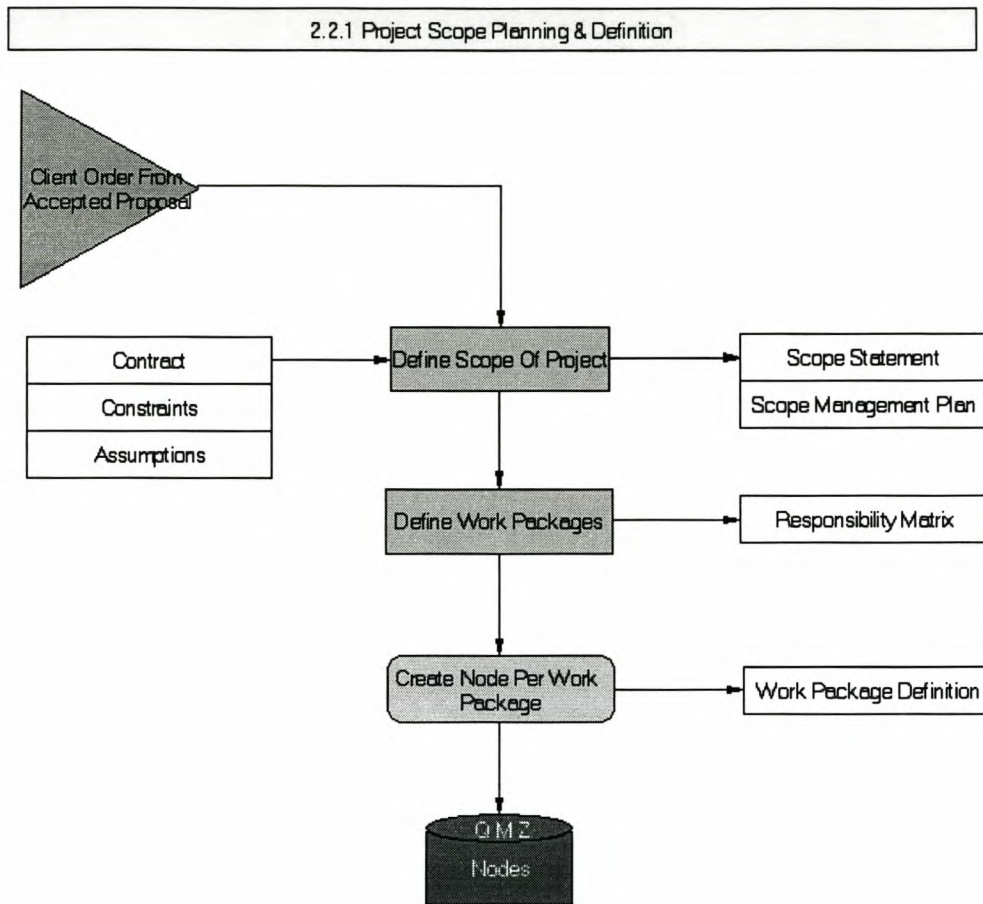 2.2.1 Project Scope Planning & Definition
Client Order From
Accepted Proposal
Contract
Constraints
Assumptions
Define Scope Of Project
Scope Statement
Scope Management Plan
Define Work Packages
Responsibility Matrix
Create Node Per Work
Package
Work Package Definition
Q M Z
Nodes